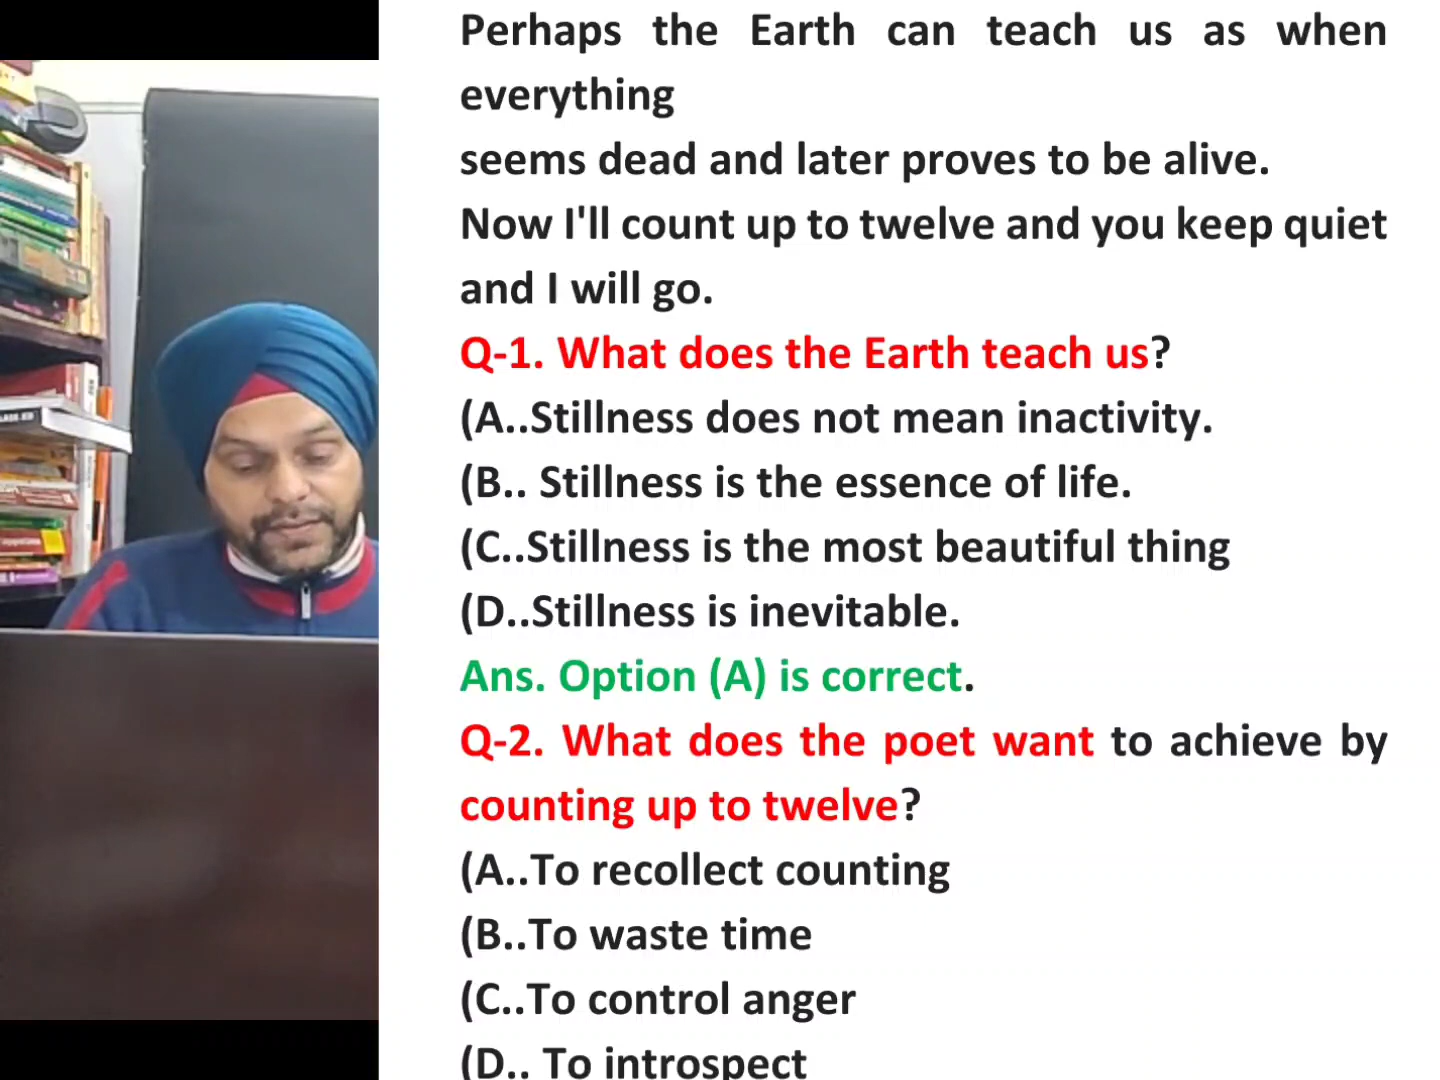 Perhaps the Earth can teach us as when
everything
seems dead and later proves to be alive.
Now I'll count up to twelve and you keep quiet
and I will go.
Q-1. What does the Earth teach us?
(A..Stillness does not mean inactivity.
(B.. Stillness is the essence of life.
(C..Stillness is the most beautiful thing
(D..Stillness is inevitable.
Ans. Option (A) is correct.
Q-2. What does the poet want to achieve by
counting up to twelve?
(A..To recollect counting
(B..To waste time
(C..To control anger
(D.. To introspect